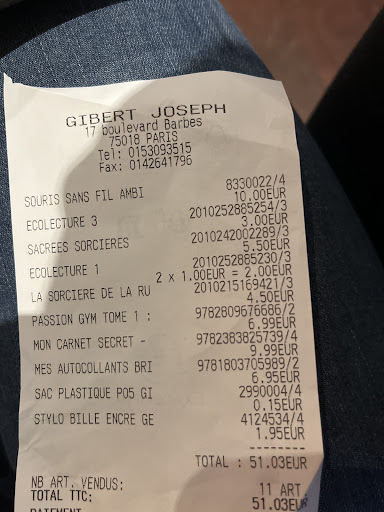 GIBERT JOSEPH
17 boulevard Barbes
75018 PARIS
Tel: 0153093515
Fax: 0142641796
SOURIS SANS FIL AMBI 8330022/4
10.00EUR
ECOLECTURE 3 2010252885254/3
3.00EUR
SACREES SORCIERES 2010242002289/3
5.50EUR
ECOLECTURE 1 2010252885230/3
2 x 1.00EUR = 2.00EUR
LA SORCIERE DE LA RU 2010215169421/3
4.50EUR
PASSION GYM TOME 1 : 9782809676686/2
6.99EUR
MON CARNET SECRET - 9782383825739/4
9.99EUR
MES AUTOCOLLANTS BRI 9781803705989/2
6.95EUR
SAC PLASTIQUE P05 GI 2990004/4
0.15EUR
STYLO BILLE ENCRE GE 4124534/4
1.95EUR
--------
TOTAL : 51.03EUR
NB ART. VENDUS: 11 ART.
TOTAL TTC: 51.03EUR
PAIEMENT